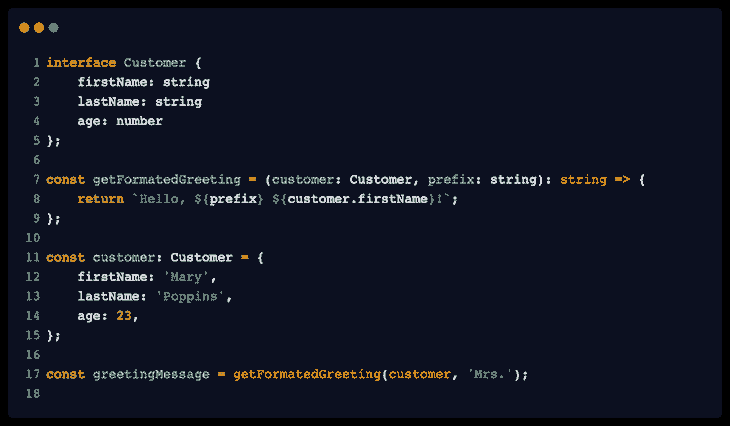 1 interface Customer {
2 firstName: string
3 lastName: string
4 age: number
5 };
6
7 const getFormatedGreeting = (customer: Customer, prefix: string): string => {
8 return `Hello, ${prefix} ${customer.firstName}!`;
9 };
10
11 const customer: Customer = {
12 firstName: 'Mary',
13 lastName: 'Poppins',
14 age: 23,
15 };
16
17 const greetingMessage = getFormatedGreeting(customer, 'Mrs.');
18